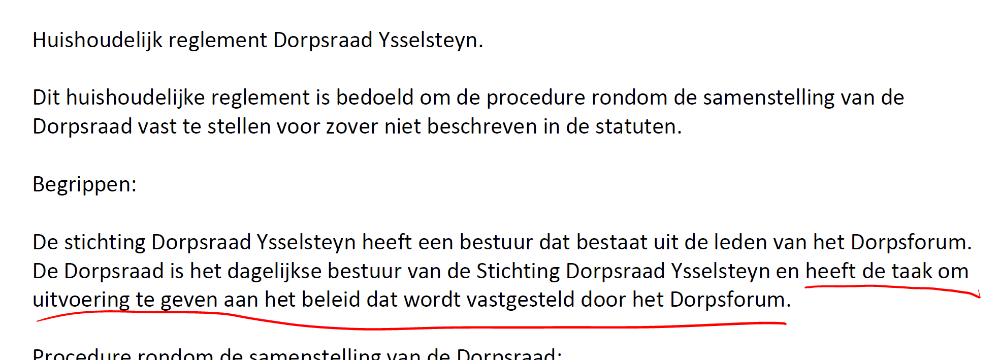 Huishoudelijk reglement Dorpsraad Ysselsteyn.
Dit huishoudelijke reglement is bedoeld om de procedure rondom de samenstelling van de
Dorpsraad vast te stellen voor zover niet beschreven in de statuten.
Begrippen:
De stichting Dorpsraad Ysselsteyn heeft een bestuur dat bestaat uit de leden van het Dorpsforum.
De Dorpsraad is het dagelijkse bestuur van de Stichting Dorpsraad Ysselsteyn en heeft de taak om
uitvoering te geven aan het beleid dat wordt vastgesteld door het Dorpsforum.
Procedure rondom de samenstelling van de Dorpsraad: